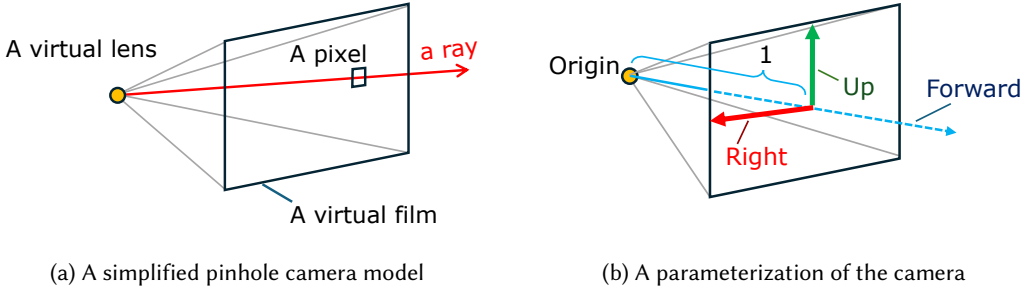 A virtual lens
A pixel
a ray
A virtual film
Origin
1
Up
Forward
Right
(a) A simplified pinhole camera model
(b) A parameterization of the camera